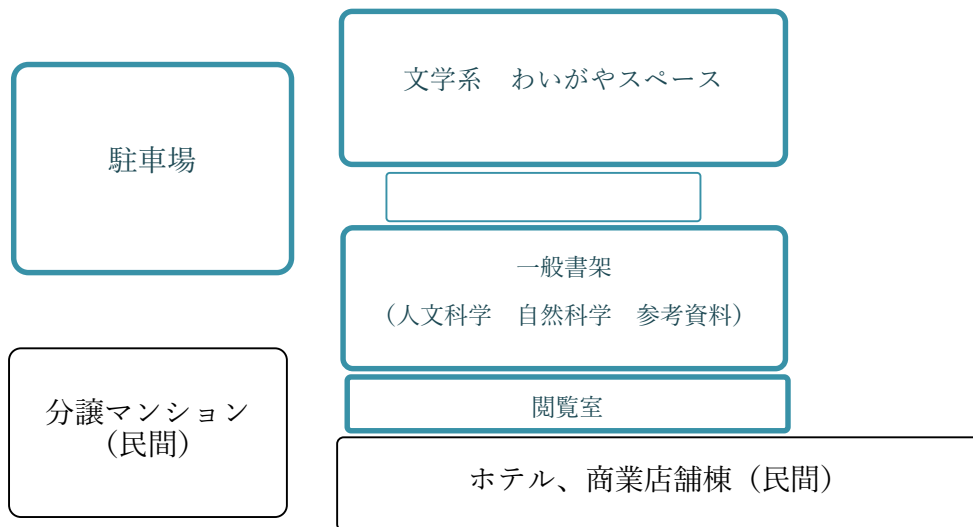 文学系　わいがやスペース
駐車場
一般書架
（人文科学　自然科学　参考資料）
分譲マンション
（民間）
閲覧室
ホテル、商業店舗棟（民間）